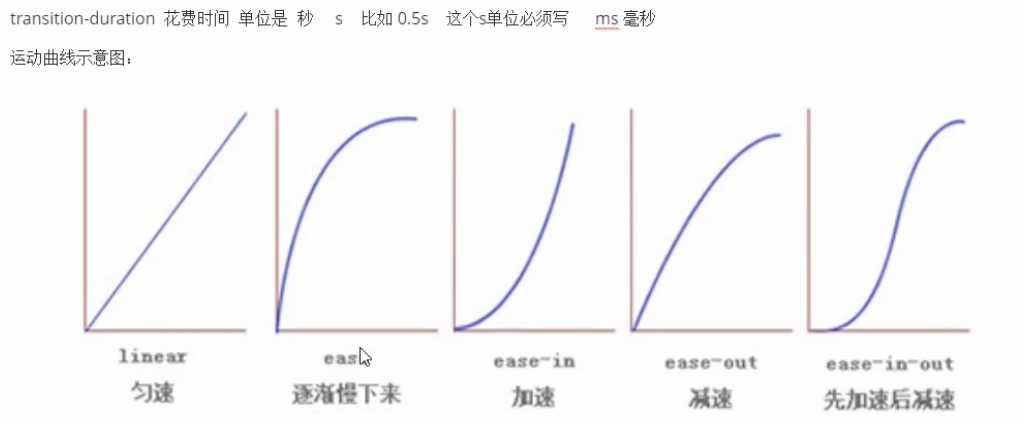 transition-duration 花费时间 单位是 秒 s 比如 0.5s 这个s单位必须写 ms 毫秒
运动曲线示意图：
linear eas ease-in ease-out ease-in-out
匀速 逐渐慢下来 加速 减速 先加速后减速